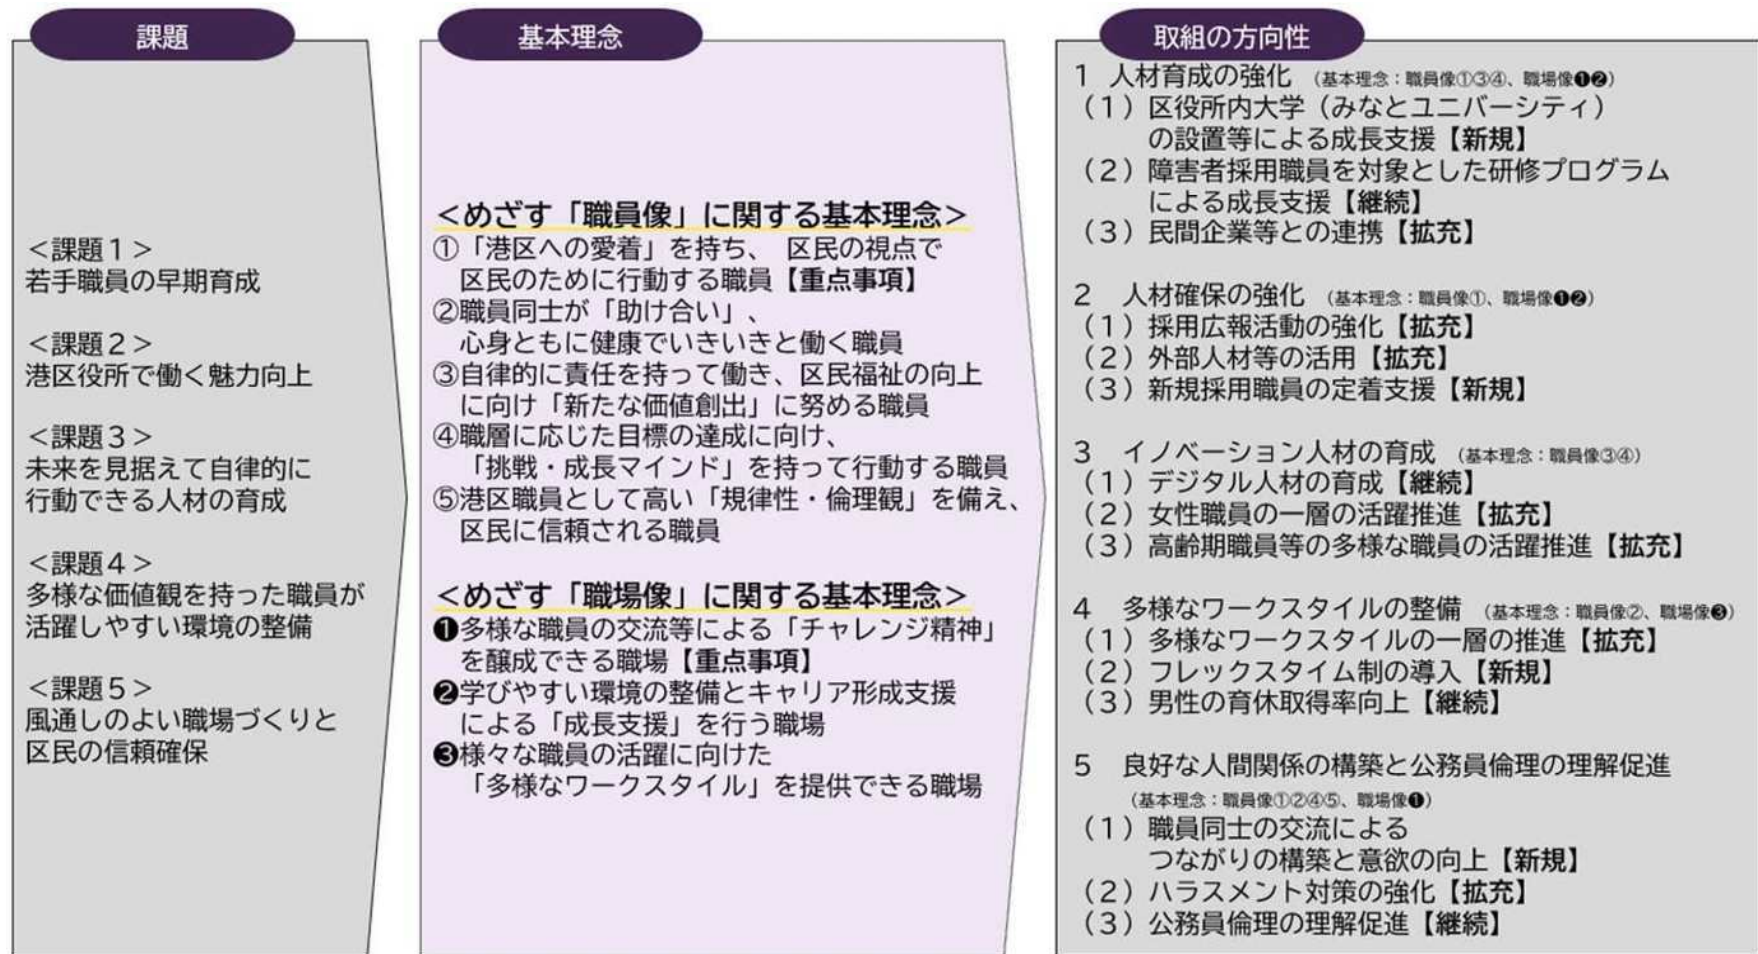 課題
<課題1>
若手職員の早期育成
<課題2>
港区役所で働く魅力向上
<課題3>
未来を見据えて自律的に
行動できる人材の育成
<課題4>
多様な価値観を持った職員が
活躍しやすい環境の整備
<課題5>
風通しのよい職場づくりと
区民の信頼確保
基本理念
<めざす「職員像」に関する基本理念>
①「港区への愛着」を持ち、 区民の視点で
区民のために行動する職員【重点事項】
②職員同士が「助け合い」、
心身ともに健康でいきいきと働く職員
③自律的に責任を持って働き、区民福祉の向上
に向け「新たな価値創出」に努める職員
④職層に応じた目標の達成に向け、
「挑戦・成長マインド」を持って行動する職員
⑤港区職員として高い「規律性・倫理観」を備え、
区民に信頼される職員
<めざす「職場像」に関する基本理念>
❶多様な職員の交流等による「チャレンジ精神」
を醸成できる職場【重点事項】
❷学びやすい環境の整備とキャリア形成支援
による「成長支援」を行う職場
❸様々な職員の活躍に向けた
「多様なワークスタイル」を提供できる職場
取組の方向性
1 人材育成の強化 (基本理念:職員像①③④、職場像❶❷)
(1)区役所内大学(みなとユニバーシティ)
の設置等による成長支援【新規】
(2)障害者採用職員を対象とした研修プログラム
による成長支援【継続】
(3)民間企業等との連携【拡充】
2 人材確保の強化 (基本理念:職員像①、職場像❶❷)
(1)採用広報活動の強化【拡充】
(2)外部人材等の活用【拡充】
(3)新規採用職員の定着支援【新規】
3 イノベーション人材の育成 (基本理念:職員像③④)
(1)デジタル人材の育成【継続】
(2)女性職員の一層の活躍推進【拡充】
(3)高齢期職員等の多様な職員の活躍推進【拡充】
4 多様なワークスタイルの整備 (基本理念:職員像②、職場像❸)
(1)多様なワークスタイルの一層の推進【拡充】
(2)フレックスタイム制の導入【新規】
(3)男性の育休取得率向上【継続】
5 良好な人間関係の構築と公務員倫理の理解促進
(基本理念:職員像①②④⑤、職場像❶)
(1)職員同士の交流による
つながりの構築と意欲の向上【新規】
(2)ハラスメント対策の強化【拡充】
(3)公務員倫理の理解促進【継続】